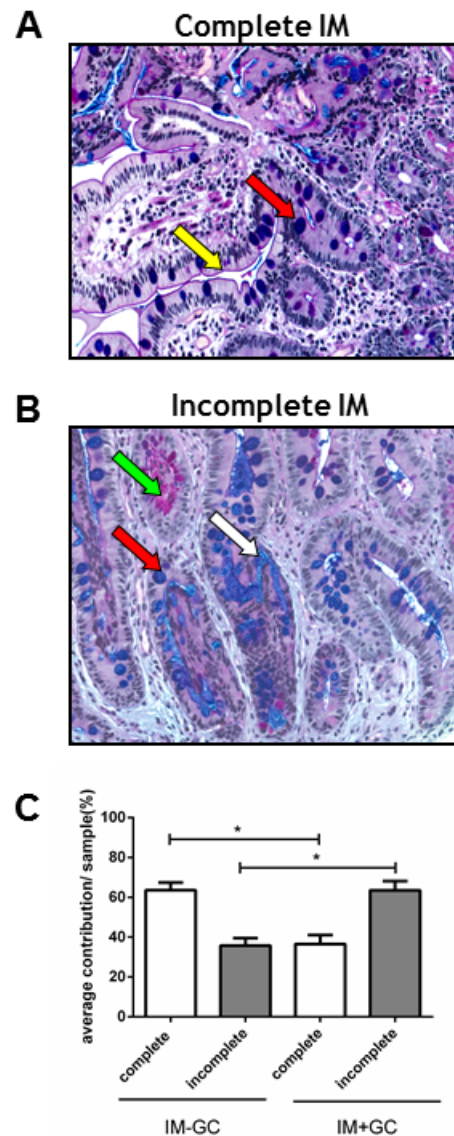 A
Complete IM
B
Incomplete IM
C
average contribution/ sample(%)
100
80
60
40
20
0
*
*
complete
incomplete
complete
incomplete
IM-GC
IM+GC